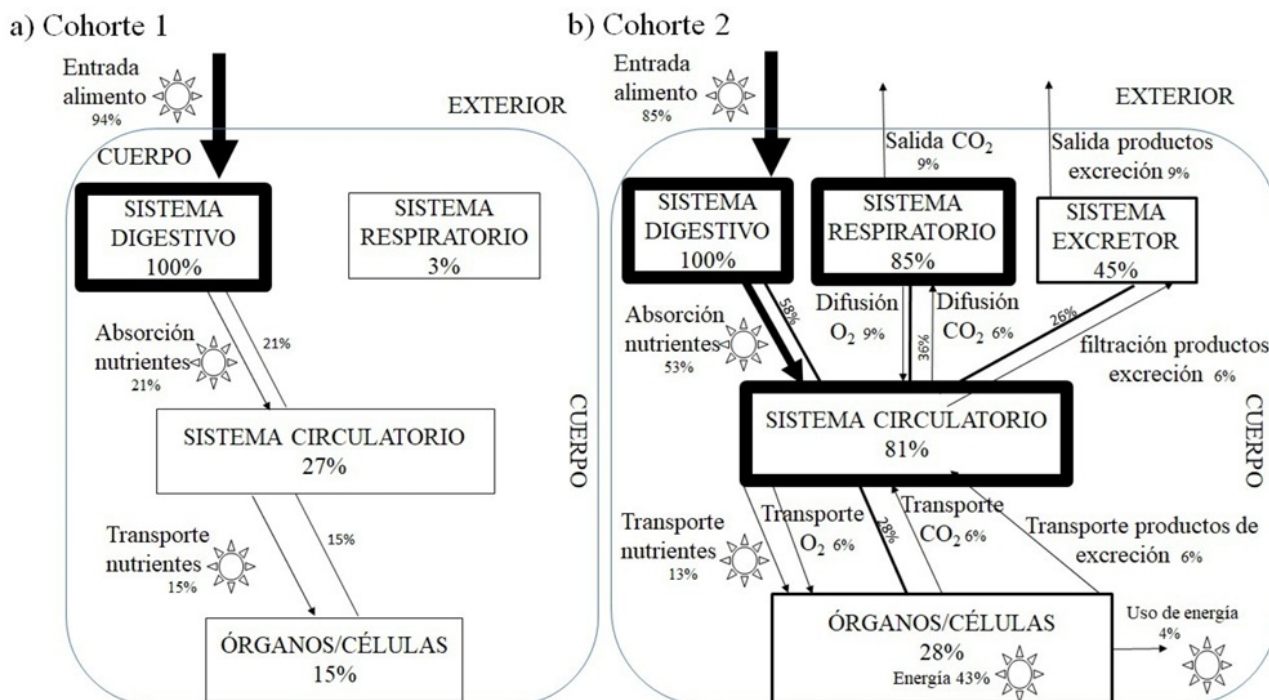 a) Cohorte 1
Entrada
alimento
94%
EXTERIOR
CUERPO
SISTEMA
DIGESTIVO
100%
SISTEMA
RESPIRATORIO
3%
Absorción
nutrientes
21%
21%
SISTEMA CIRCULATORIO
27%
CUERPO
Transporte
nutrientes
15%
15%
ÓRGANOS/CÉLULAS
15%
b) Cohorte 2
Entrada
alimento
85%
EXTERIOR
Salida CO₂
9%
Salida productos
excreción 9%
SISTEMA
DIGESTIVO
100%
SISTEMA
RESPIRATORIO
85%
SISTEMA
EXCRETOR
45%
Absorción
nutrientes
53%
58%
Difusión
O₂ 9%
36%
Difusión
CO₂ 6%
26%
filtración productos
excreción 6%
SISTEMA CIRCULATORIO
81%
CUERPO
Transporte
nutrientes
13%
Transporte
O₂ 6%
28%
Transporte
CO₂ 6%
Transporte productos de
excreción 6%
ÓRGANOS/CÉLULAS
28%
Energía 43%
Uso de energía
4%